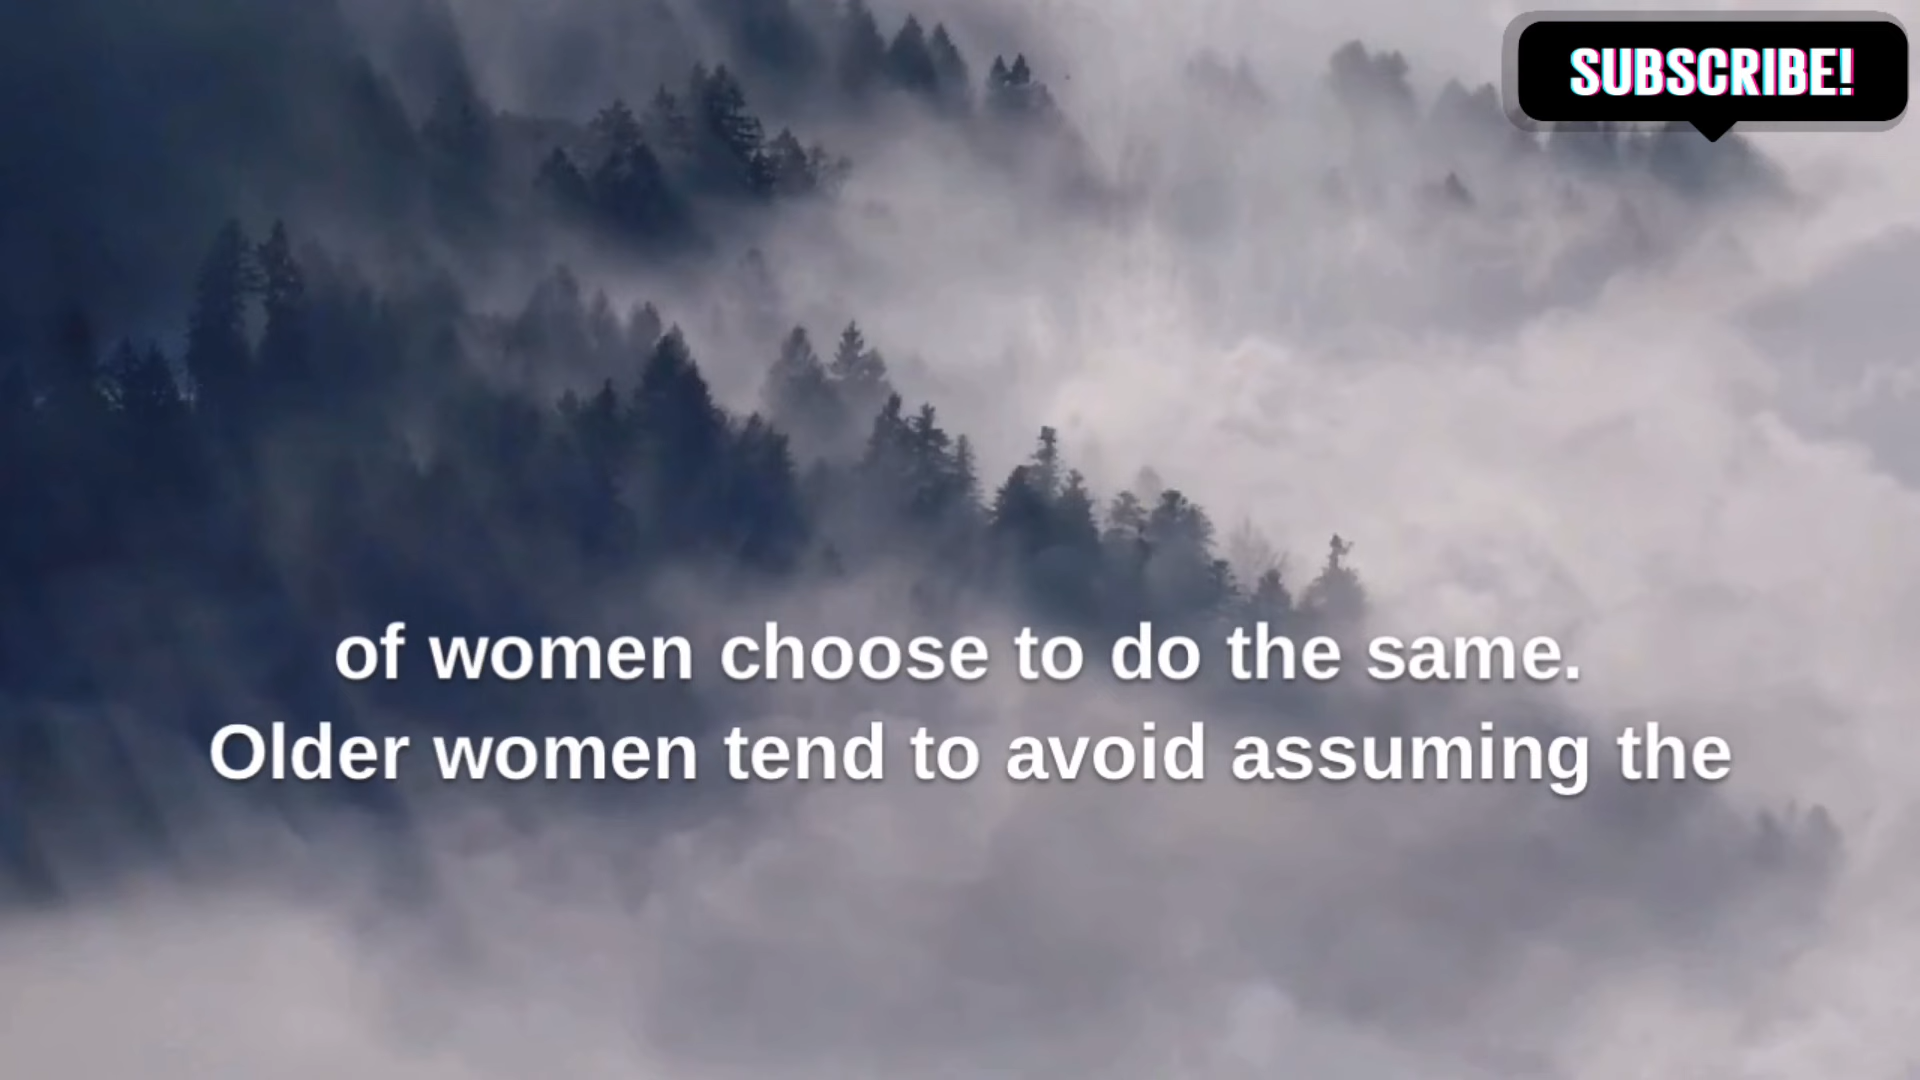 SUBSCRIBE!
of women choose to do the same.
Older women tend to avoid assuming the